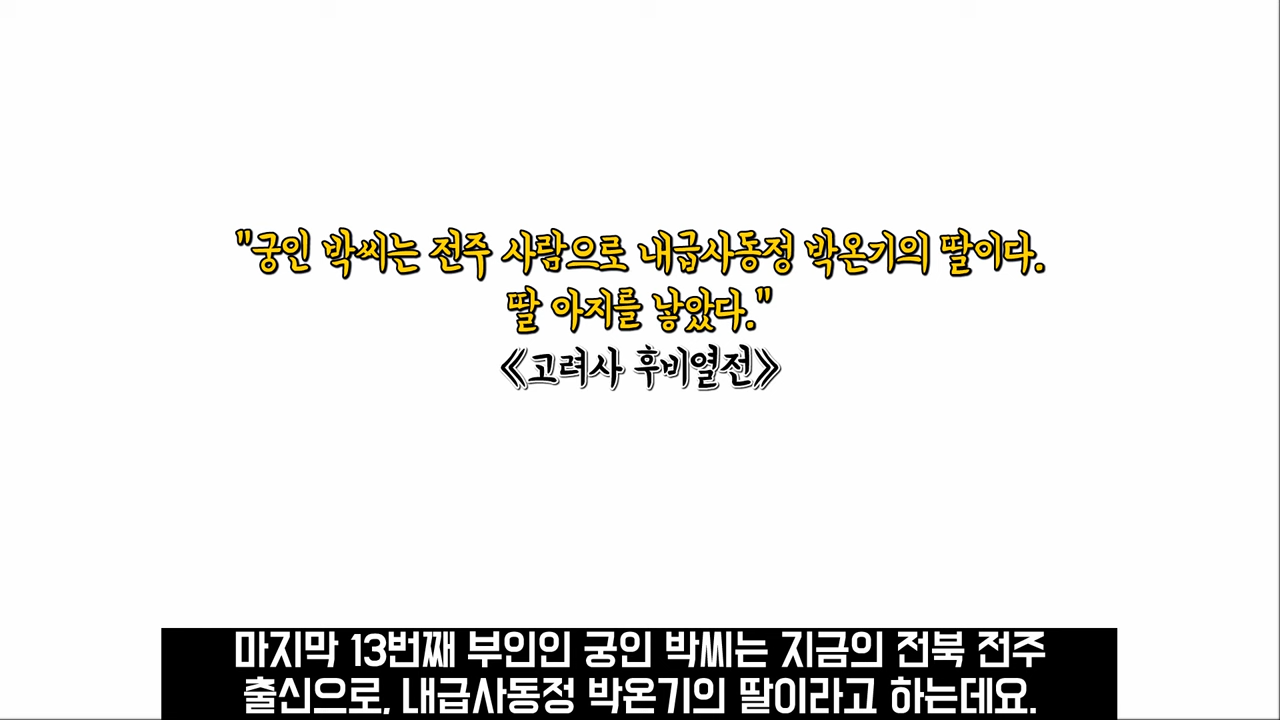 "궁인 박씨는 전주 사람으로 내급사동정 박온기의 딸이다.
딸 아지를 낳았다."
《고려사 후비열전》
마지막 13번째 부인인 궁인 박씨는 지금의 전북 전주
출신으로, 내급사동정 박온기의 딸이라고 하는데요.